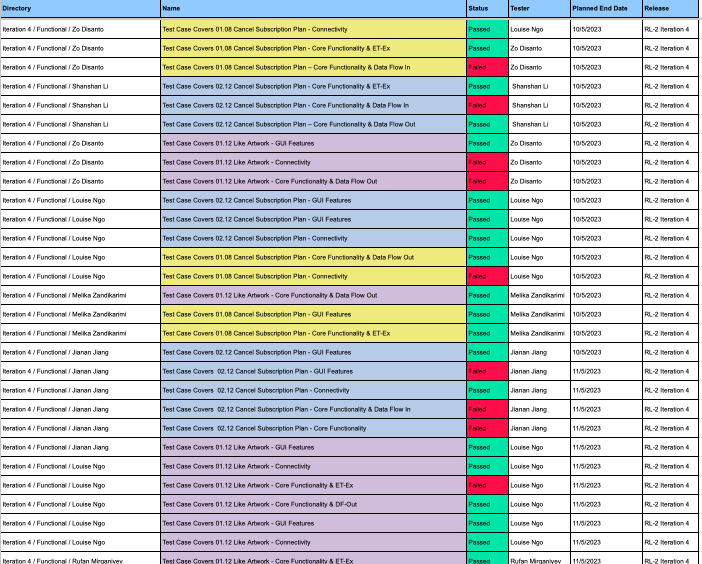 Directory Name Status Tester Planned End Date Release
Iteration 4 / Functional / Zo Disanto Test Case Covers 01.08 Cancel Subscription Plan - Connectivity Passed Louise Ngo 10/5/2023 RL-2 Iteration 4
Iteration 4 / Functional / Zo Disanto Test Case Covers 01.08 Cancel Subscription Plan - Core Functionality & ET-Ex Passed Zo Disanto 10/5/2023 RL-2 Iteration 4
Iteration 4 / Functional / Zo Disanto Test Case Covers 01.08 Cancel Subscription Plan – Core Functionality & Data Flow In Failed Zo Disanto 10/5/2023 RL-2 Iteration 4
Iteration 4 / Functional / Shanshan Li Test Case Covers 02.12 Cancel Subscription Plan - Core Functionality & ET-Ex Passed Shanshan Li 10/5/2023 RL-2 Iteration 4
Iteration 4 / Functional / Shanshan Li Test Case Covers 02.12 Cancel Subscription Plan - Core Functionality & Data Flow In Failed Shanshan Li 10/5/2023 RL-2 Iteration 4
Iteration 4 / Functional / Shanshan Li Test Case Covers 02.12 Cancel Subscription Plan – Core Functionality & Data Flow Out Passed Shanshan Li 10/5/2023 RL-2 Iteration 4
Iteration 4 / Functional / Zo Disanto Test Case Covers 01.12 Like Artwork - GUI Features Passed Zo Disanto 10/5/2023 RL-2 Iteration 4
Iteration 4 / Functional / Zo Disanto Test Case Covers 01.12 Like Artwork - Connectivity Failed Zo Disanto 10/5/2023 RL-2 Iteration 4
Iteration 4 / Functional / Zo Disanto Test Case Covers 01.12 Like Artwork - Core Functionality & Data Flow Out Failed Zo Disanto 10/5/2023 RL-2 Iteration 4
Iteration 4 / Functional / Louise Ngo Test Case Covers 02.12 Cancel Subscription Plan - GUI Features Passed Louise Ngo 10/5/2023 RL-2 Iteration 4
Iteration 4 / Functional / Louise Ngo Test Case Covers 02.12 Cancel Subscription Plan - GUI Features Passed Louise Ngo 10/5/2023 RL-2 Iteration 4
Iteration 4 / Functional / Louise Ngo Test Case Covers 02.12 Cancel Subscription Plan - Connectivity Passed Louise Ngo 10/5/2023 RL-2 Iteration 4
Iteration 4 / Functional / Louise Ngo Test Case Covers 01.08 Cancel Subscription Plan - Core Functionality & Data Flow Out Passed Louise Ngo 10/5/2023 RL-2 Iteration 4
Iteration 4 / Functional / Louise Ngo Test Case Covers 01.08 Cancel Subscription Plan - Connectivity Failed Louise Ngo 10/5/2023 RL-2 Iteration 4
Iteration 4 / Functional / Melika Zandikarimi Test Case Covers 01.12 Like Artwork - Core Functionality & Data Flow Out Passed Melika Zandikarimi 10/5/2023 RL-2 Iteration 4
Iteration 4 / Functional / Melika Zandikarimi Test Case Covers 01.08 Cancel Subscription Plan - GUI Features Passed Melika Zandikarimi 10/5/2023 RL-2 Iteration 4
Iteration 4 / Functional / Melika Zandikarimi Test Case Covers 01.08 Cancel Subscription Plan - Core Functionality & ET-Ex Passed Melika Zandikarimi 10/5/2023 RL-2 Iteration 4
Iteration 4 / Functional / Jianan Jiang Test Case Covers 02.12 Cancel Subscription Plan - GUI Features Passed Jianan Jiang 10/5/2023 RL-2 Iteration 4
Iteration 4 / Functional / Jianan Jiang Test Case Covers 02.12 Cancel Subscription Plan - GUI Features Failed Jianan Jiang 11/5/2023 RL-2 Iteration 4
Iteration 4 / Functional / Jianan Jiang Test Case Covers 02.12 Cancel Subscription Plan - Connectivity Passed Jianan Jiang 11/5/2023 RL-2 Iteration 4
Iteration 4 / Functional / Jianan Jiang Test Case Covers 02.12 Cancel Subscription Plan - Core Functionality & Data Flow In Failed Jianan Jiang 11/5/2023 RL-2 Iteration 4
Iteration 4 / Functional / Jianan Jiang Test Case Covers 02.12 Cancel Subscription Plan - Core Functionality Failed Jianan Jiang 11/5/2023 RL-2 Iteration 4
Iteration 4 / Functional / Jianan Jiang Test Case Covers 01.12 Like Artwork - GUI Features Passed Louise Ngo 11/5/2023 RL-2 Iteration 4
Iteration 4 / Functional / Louise Ngo Test Case Covers 01.12 Like Artwork - Connectivity Passed Louise Ngo 11/5/2023 RL-2 Iteration 4
Iteration 4 / Functional / Louise Ngo Test Case Covers 01.12 Like Artwork - Core Functionality & ET-Ex Failed Louise Ngo 11/5/2023 RL-2 Iteration 4
Iteration 4 / Functional / Louise Ngo Test Case Covers 01.12 Like Artwork - Core Functionality & DF-Out Passed Louise Ngo 11/5/2023 RL-2 Iteration 4
Iteration 4 / Functional / Louise Ngo Test Case Covers 01.12 Like Artwork - GUI Features Passed Louise Ngo 11/5/2023 RL-2 Iteration 4
Iteration 4 / Functional / Louise Ngo Test Case Covers 01.12 Like Artwork - Connectivity Passed Louise Ngo 11/5/2023 RL-2 Iteration 4
Iteration 4 / Functional / Rufan Mirganiyev Test Case Covers 01.12 Like Artwork - Core Functionality & ET-Ex Passed Rufan Mirganiyev 11/5/2023 RL-2 Iteration 4